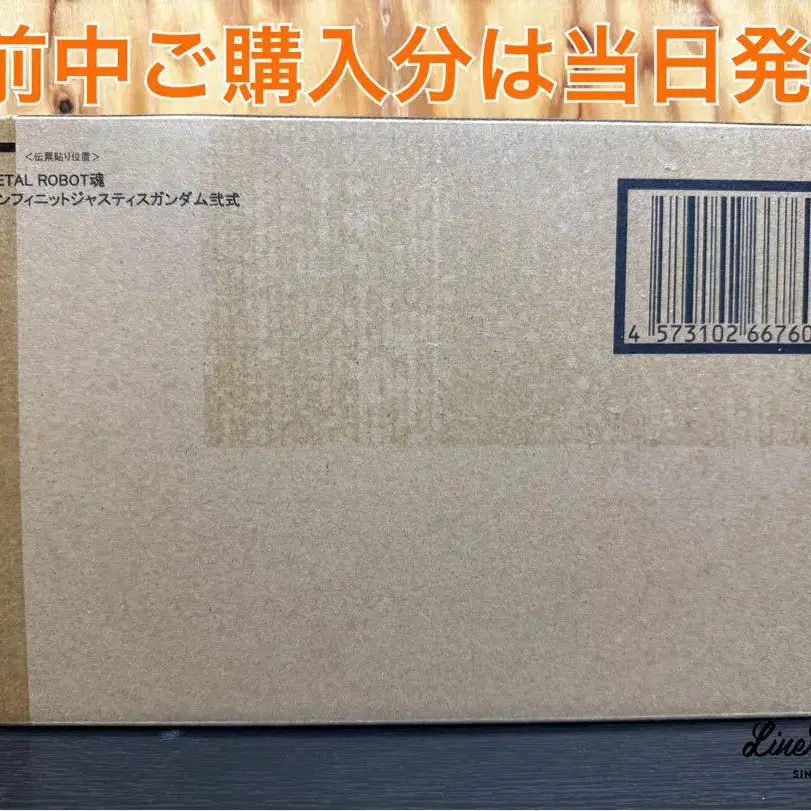 前中ご購入分は当日発
<伝票貼り位置>
ETAL ROBOT魂
ンフィニットジャスティスガンダム弐式
4 573102 66760
Line
SIN